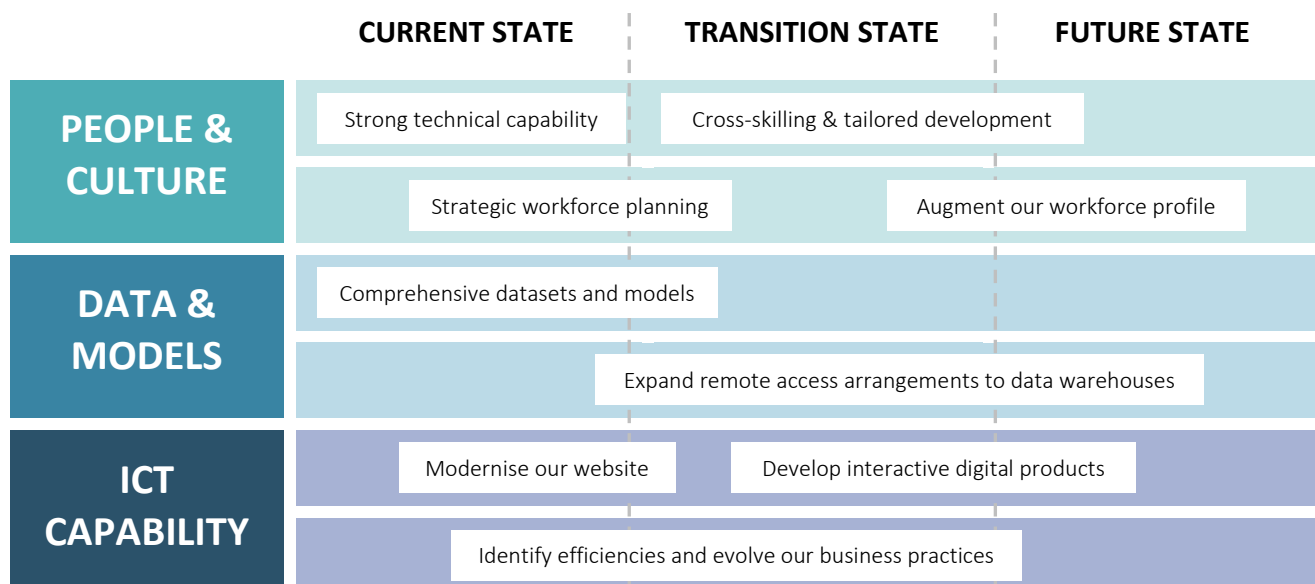 CURRENT STATE
TRANSITION STATE
FUTURE STATE
PEOPLE &
CULTURE
Strong technical capability
Cross-skilling & tailored development
Strategic workforce planning
Augment our workforce profile
DATA &
MODELS
Comprehensive datasets and models
Expand remote access arrangements to data warehouses
ICT
CAPABILITY
Modernise our website
Develop interactive digital products
Identify efficiencies and evolve our business practices